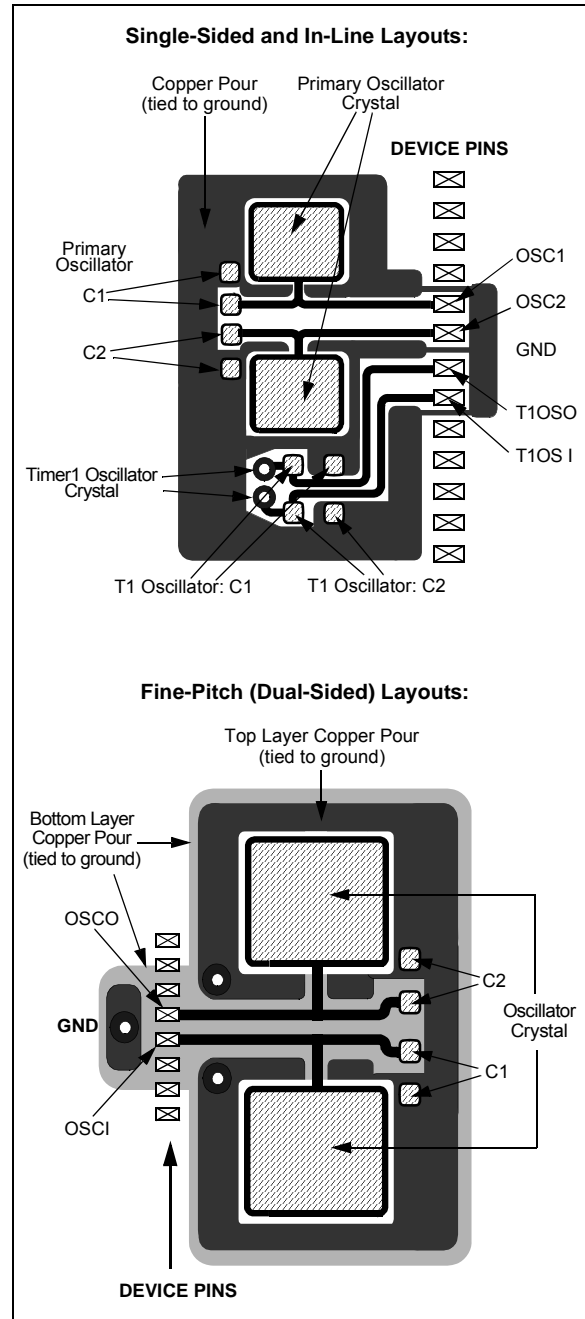 Single-Sided and In-Line Layouts:
Copper Pour
(tied to ground)
Primary Oscillator
Crystal
DEVICE PINS
Primary
Oscillator
C1
C2
OSC1
OSC2
GND
T1OSO
T1OS I
Timer1 Oscillator
Crystal
T1 Oscillator: C1
T1 Oscillator: C2
Fine-Pitch (Dual-Sided) Layouts:
Top Layer Copper Pour
(tied to ground)
Bottom Layer
Copper Pour
(tied to ground)
OSCO
GND
OSCI
C2
Oscillator
Crystal
C1
DEVICE PINS